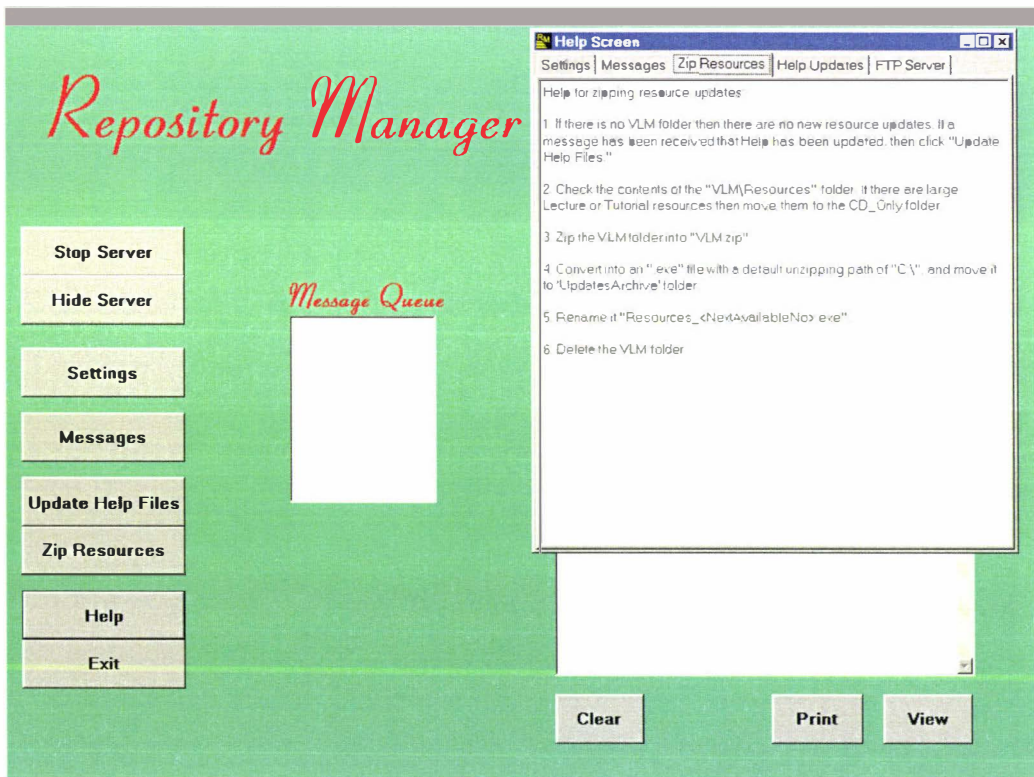 Repository Manager
Stop Server
Hide Server
Settings
Messages
Update Help Files
Zip Resources
Help
Exit
Message Queue
RM Help Screen
Settings Messages Zip Resources Help Updates FTP Server
Help for zipping resource updates
1. If there is no VLM folder then there are no new resource updates. If a
message has been received that Help has been updated, then click "Update
Help Files."
2. Check the contents of the "VLM\Resources" folder. If there are large
Lecture or Tutorial resources then move them to the CD_Only folder
3. Zip the VLM folder into "VLM.zip"
4. Convert into an ".exe" file with a default unzipping path of "C:\", and move it
to 'UpdatesArchive' folder
5. Rename it "Resources_<NextAvailableNo>.exe"
6. Delete the VLM folder
Clear
Print
View